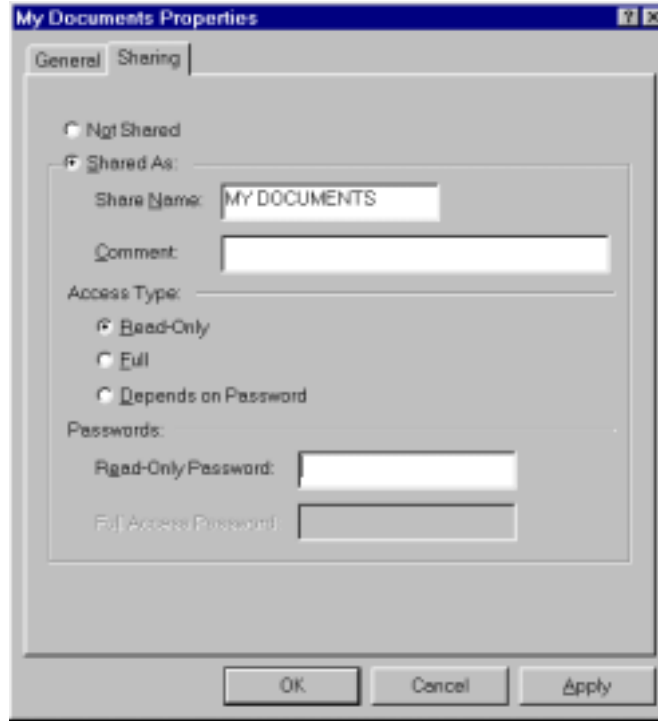 My Documents Properties
General Sharing
Not Shared
Shared As:
Share Name: MY DOCUMENTS
Comment:
Access Type:
Read-Only
Full
Depends on Password
Passwords:
Read-Only Password:
Full Access Password:
OK Cancel Apply